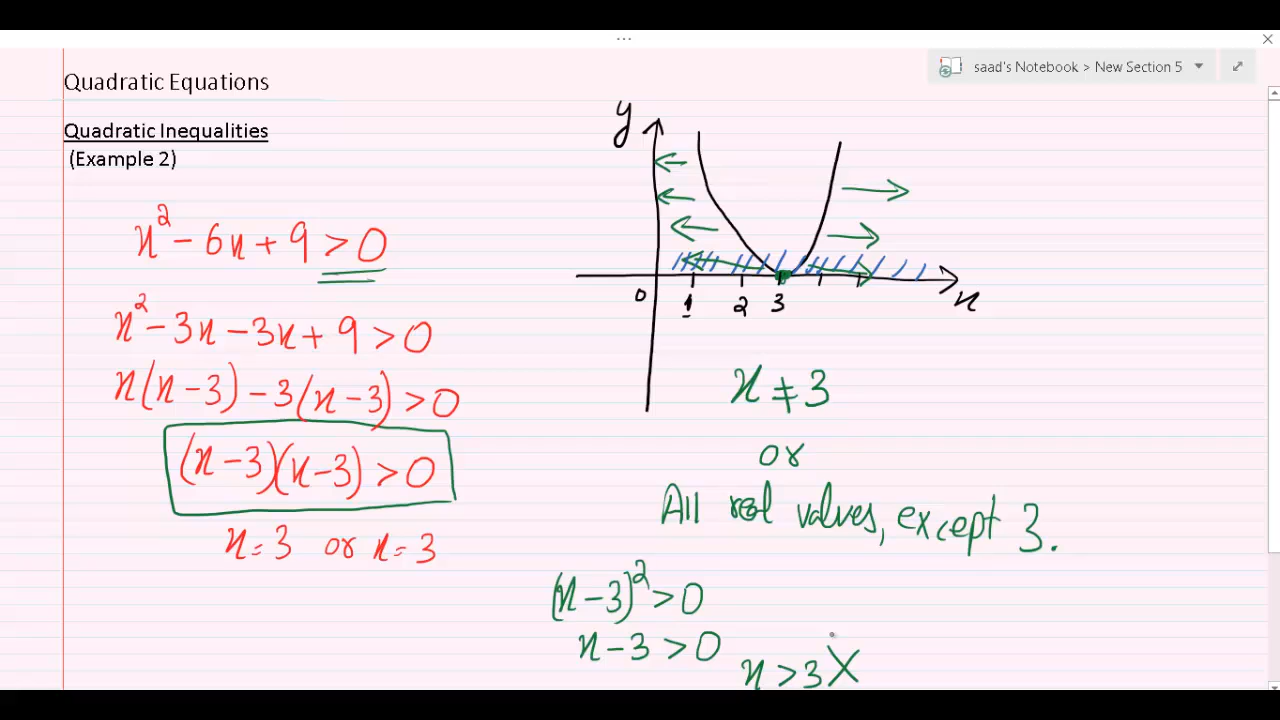 saad's Notebook > New Section 5
Quadratic Equations
Quadratic Inequalities
(Example 2)
x² - 6x + 9 > 0
x² - 3x - 3x + 9 > 0
x(x - 3) - 3(x - 3) > 0
(x - 3)(x - 3) > 0
x = 3 or x = 3
y
0 1 2 3 x
x ≠ 3
or
All real values, except 3.
(x - 3)² > 0
x - 3 > 0
x > 3 X